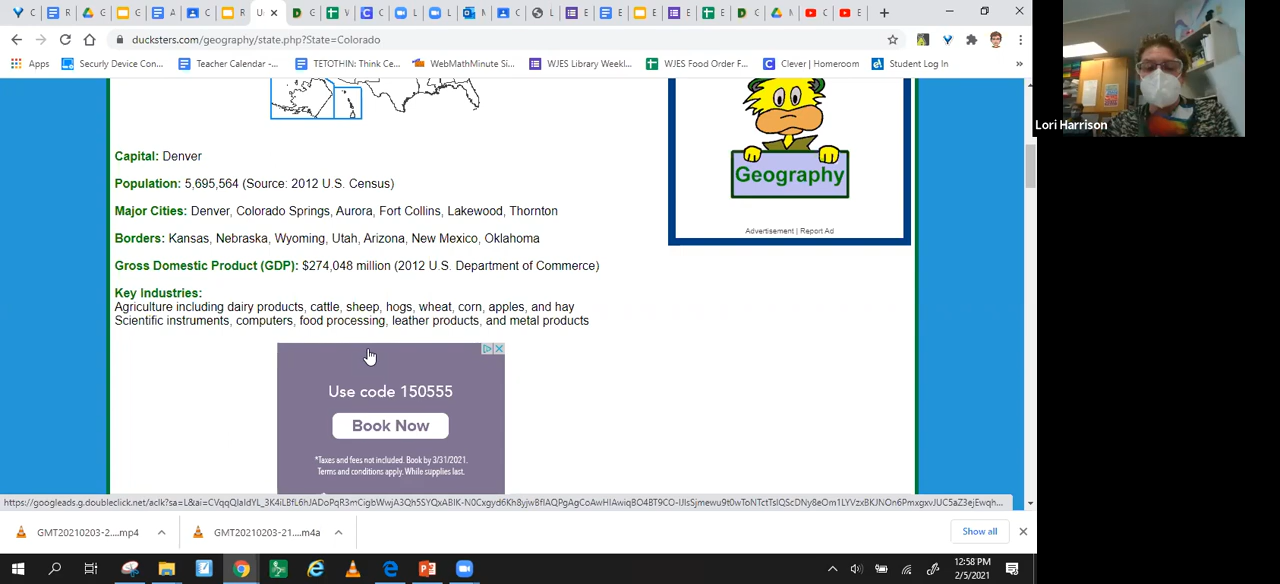 C R G G A C R U D G W C C L L M C L E E E E E D C M C E
ducksters.com/geography/state.php?State=Colorado
Apps Securly Device Con... Teacher Calendar -... TETOTHIN: Think Ce... WebMathMinute Si... WJES Library Weekl... WJES Food Order F... Clever | Homeroom Student Log In »
Lori Harrison
Capital: Denver
Population: 5,695,564 (Source: 2012 U.S. Census)
Major Cities: Denver, Colorado Springs, Aurora, Fort Collins, Lakewood, Thornton
Borders: Kansas, Nebraska, Wyoming, Utah, Arizona, New Mexico, Oklahoma
Gross Domestic Product (GDP): $274,048 million (2012 U.S. Department of Commerce)
Key Industries:
Agriculture including dairy products, cattle, sheep, hogs, wheat, corn, apples, and hay
Scientific instruments, computers, food processing, leather products, and metal products
Geography
Advertisement | Report Ad
Use code 150555
Book Now
*Taxes and fees not included. Book by 3/31/2021.
Terms and conditions apply. While supplies last.
GMT20210203-2....mp4
GMT20210203-21....m4a
Show all
12:58 PM
2/5/2021